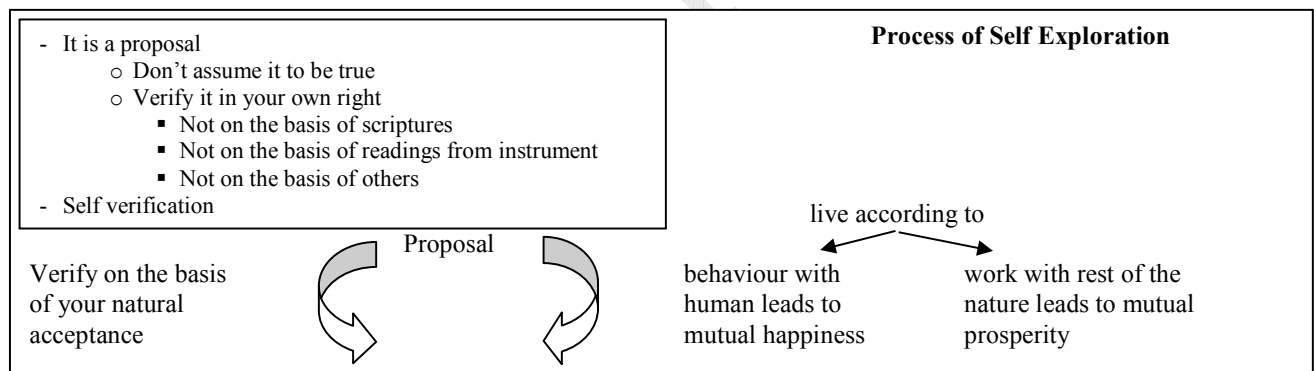 Process of Self Exploration
- It is a proposal
o Don’t assume it to be true
o Verify it in your own right
▪ Not on the basis of scriptures
▪ Not on the basis of readings from instrument
▪ Not on the basis of others
- Self verification
Proposal
Verify on the basis
of your natural
acceptance
live according to
behaviour with
human leads to
mutual happiness
work with rest of the
nature leads to mutual
prosperity